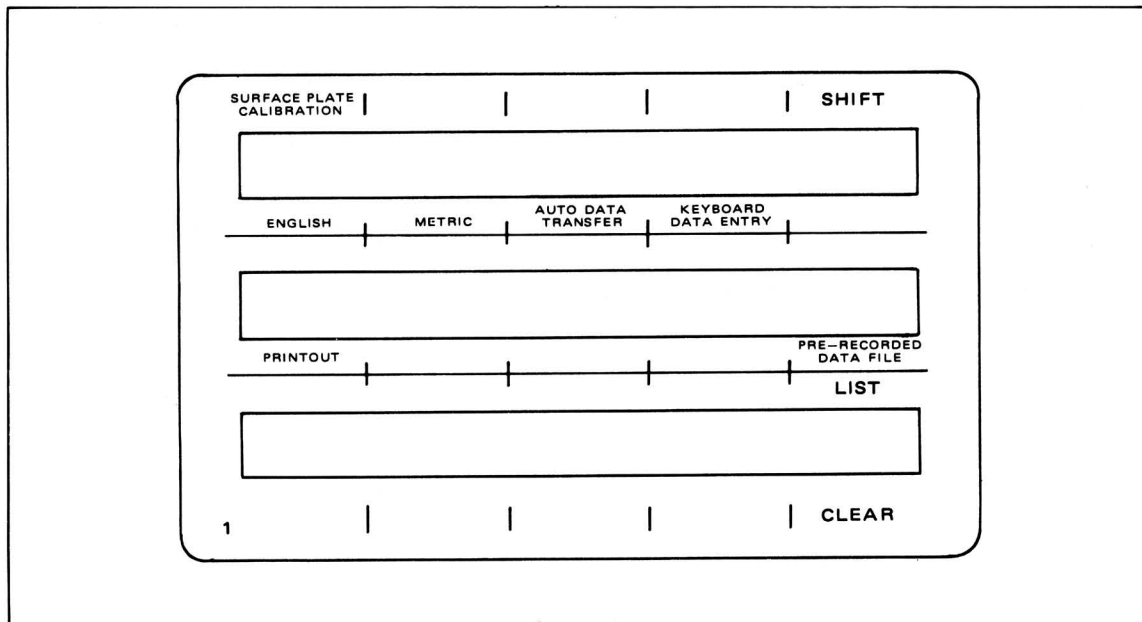 SURFACE PLATE
CALIBRATION
SHIFT
ENGLISH
METRIC
AUTO DATA
TRANSFER
KEYBOARD
DATA ENTRY
PRINTOUT
PRE—RECORDED
DATA FILE
LIST
1
CLEAR